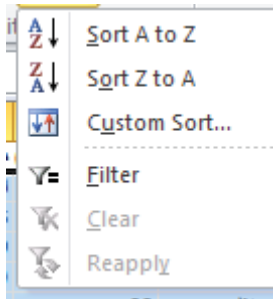 Sort A to Z
Sort Z to A
Custom Sort...
Filter
Clear
Reapply